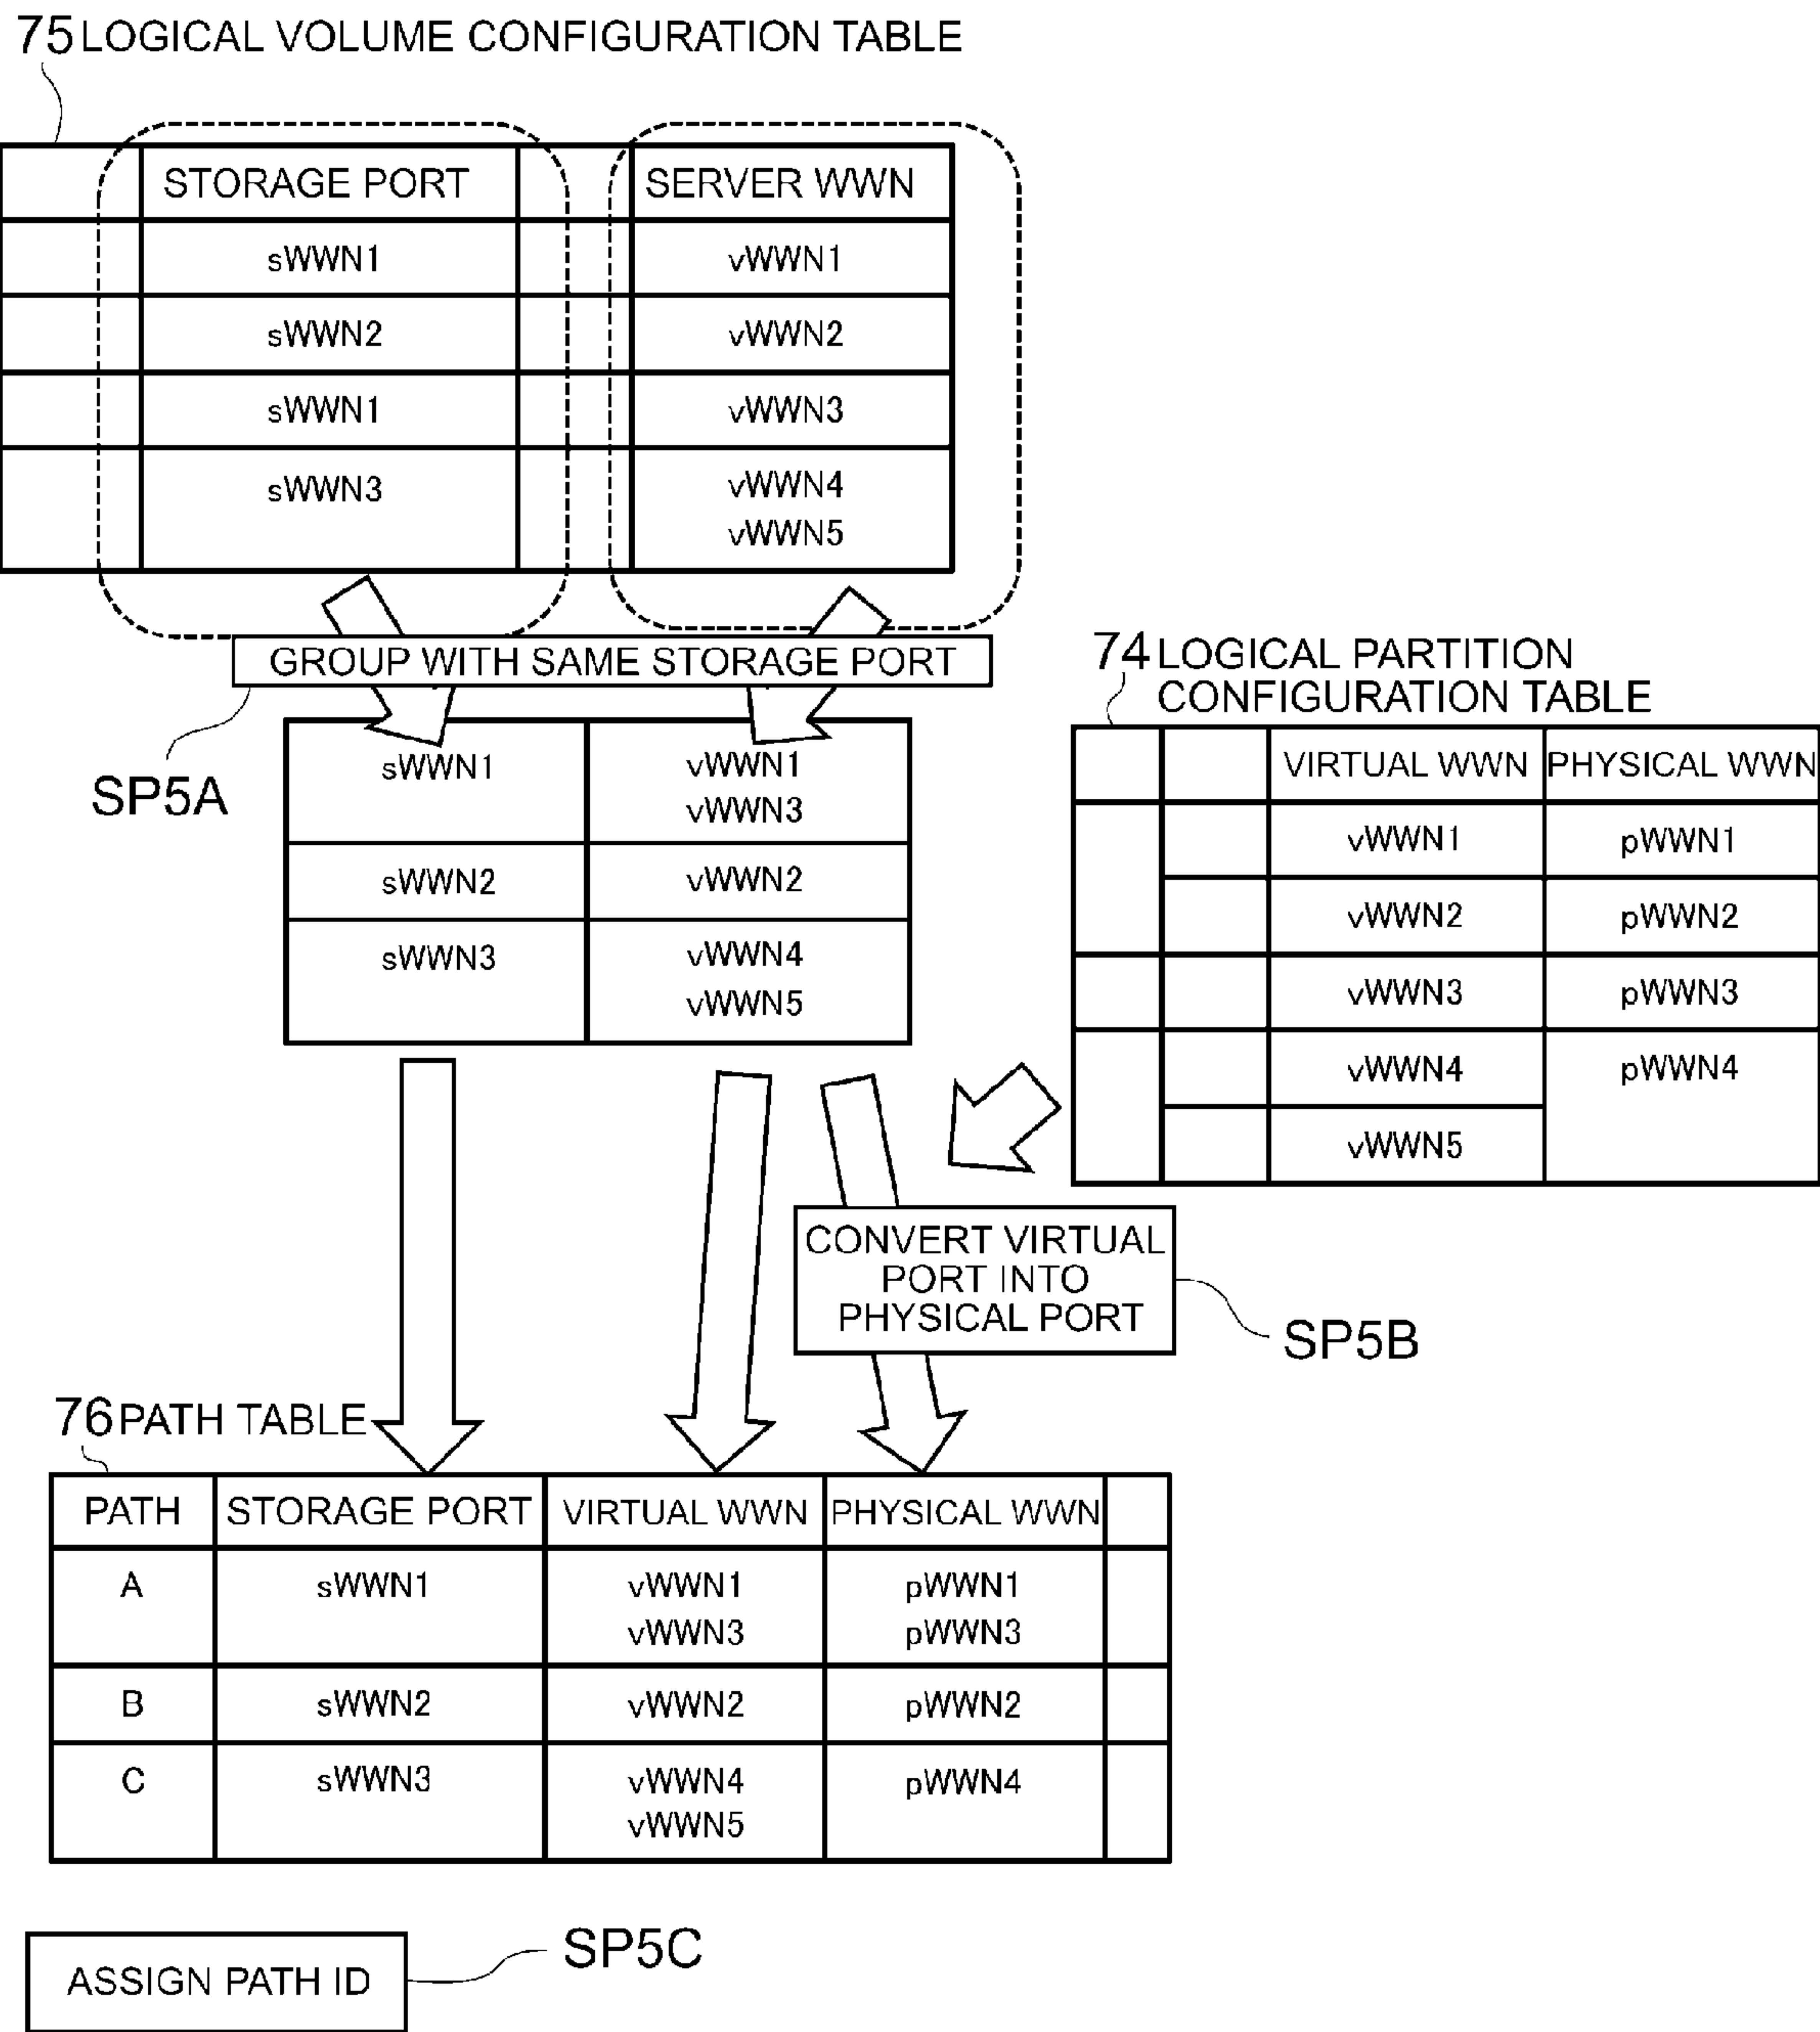 75 LOGICAL VOLUME CONFIGURATION TABLE
STORAGE PORT SERVER WWN
sWWN1 vWWN1
sWWN2 vWWN2
sWWN1 vWWN3
sWWN3 vWWN4
vWWN5
GROUP WITH SAME STORAGE PORT
SP5A
sWWN1 vWWN1
vWWN3
sWWN2 vWWN2
sWWN3 vWWN4
vWWN5
74 LOGICAL PARTITION
CONFIGURATION TABLE
VIRTUAL WWN PHYSICAL WWN
vWWN1 pWWN1
vWWN2 pWWN2
vWWN3 pWWN3
vWWN4 pWWN4
vWWN5
CONVERT VIRTUAL
PORT INTO
PHYSICAL PORT
SP5B
76 PATH TABLE
PATH STORAGE PORT VIRTUAL WWN PHYSICAL WWN
A sWWN1 vWWN1 pWWN1
vWWN3 pWWN3
B sWWN2 vWWN2 pWWN2
C sWWN3 vWWN4 pWWN4
vWWN5
ASSIGN PATH ID
SP5C